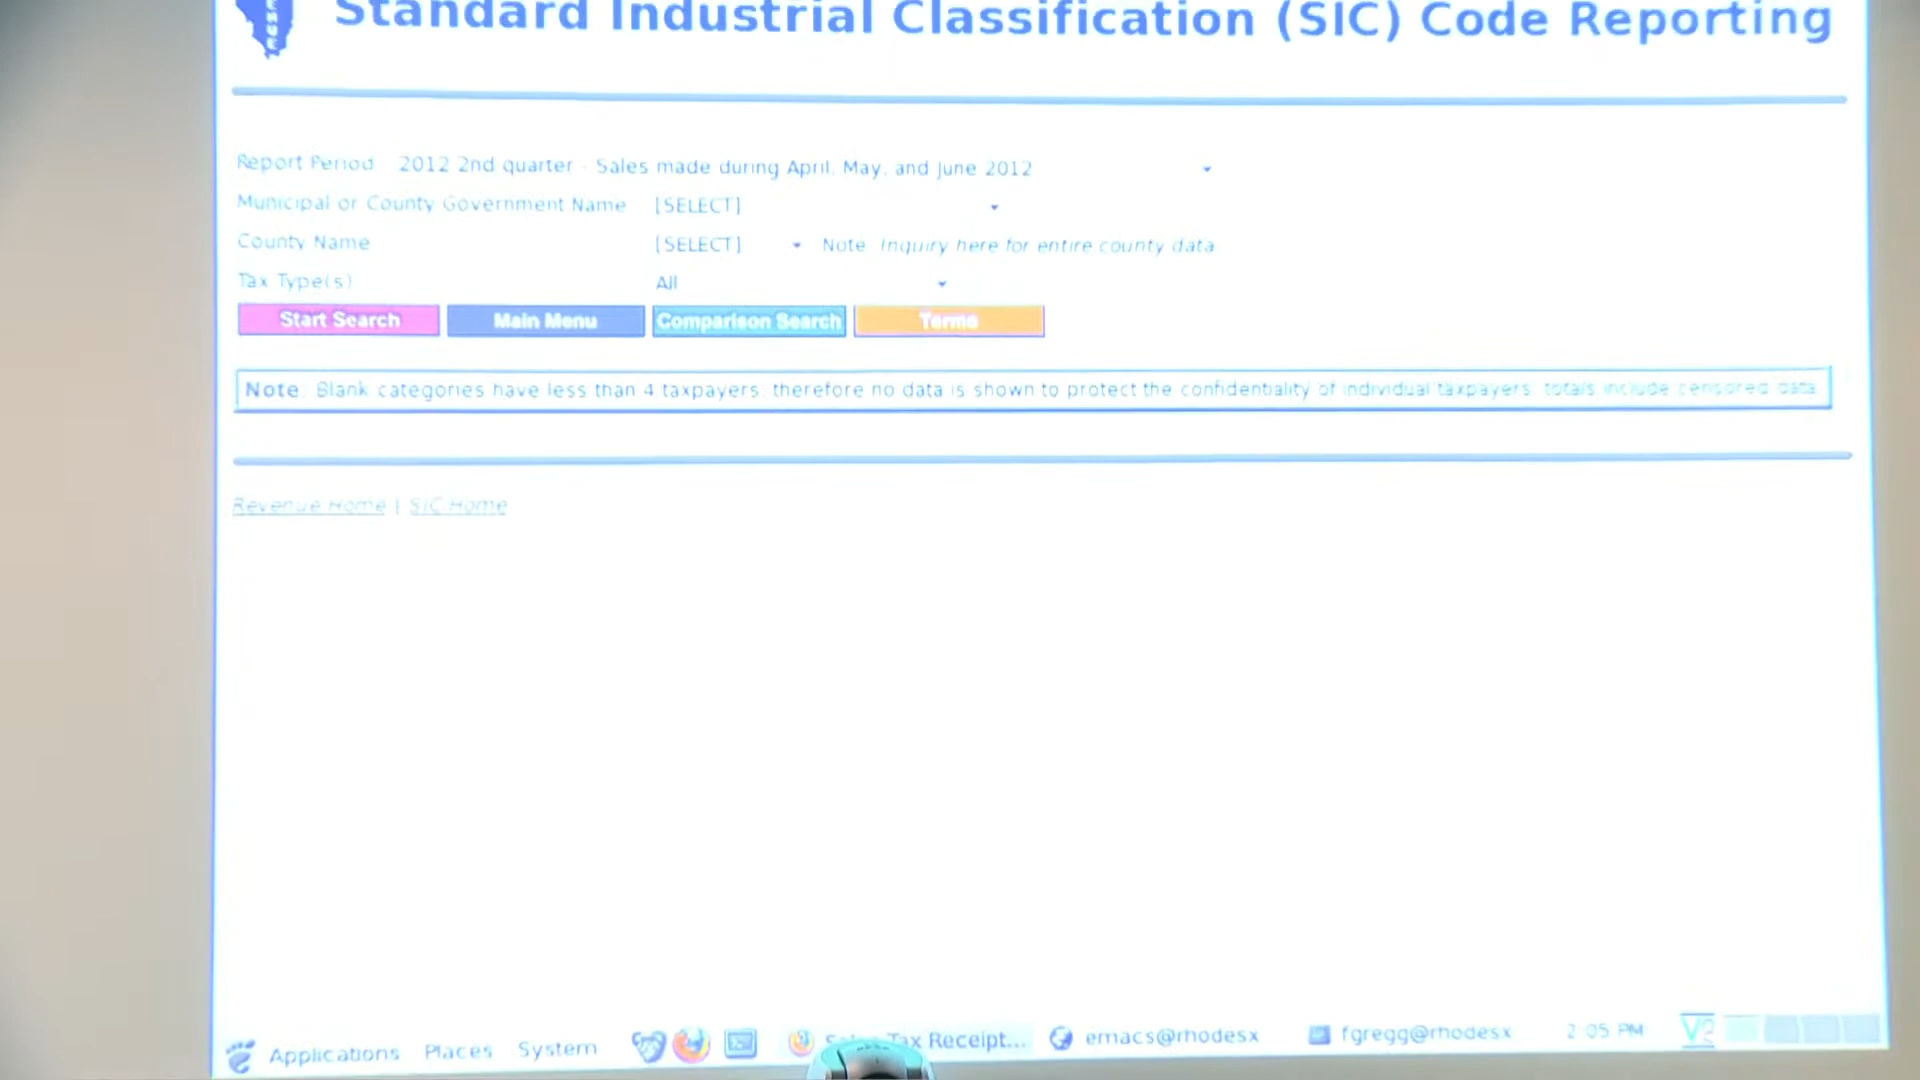 Standard Industrial Classification (SIC) Code Reporting
Report Period 2012 2nd quarter - Sales made during April, May, and June 2012
Municipal or County Government Name [SELECT]
County Name [SELECT] Note: Inquiry here for entire county data
Tax Type(s) All
Start Search Main Menu Comparison Search Terms
Note: Blank categories have less than 4 taxpayers; therefore no data is shown to protect the confidentiality of individual taxpayers, totals include censored data.
Revenue Home | SIC Home
Applications Places System Tax Receipt... emacs@rhodesx fgregg@rhodesx 2:05 PM